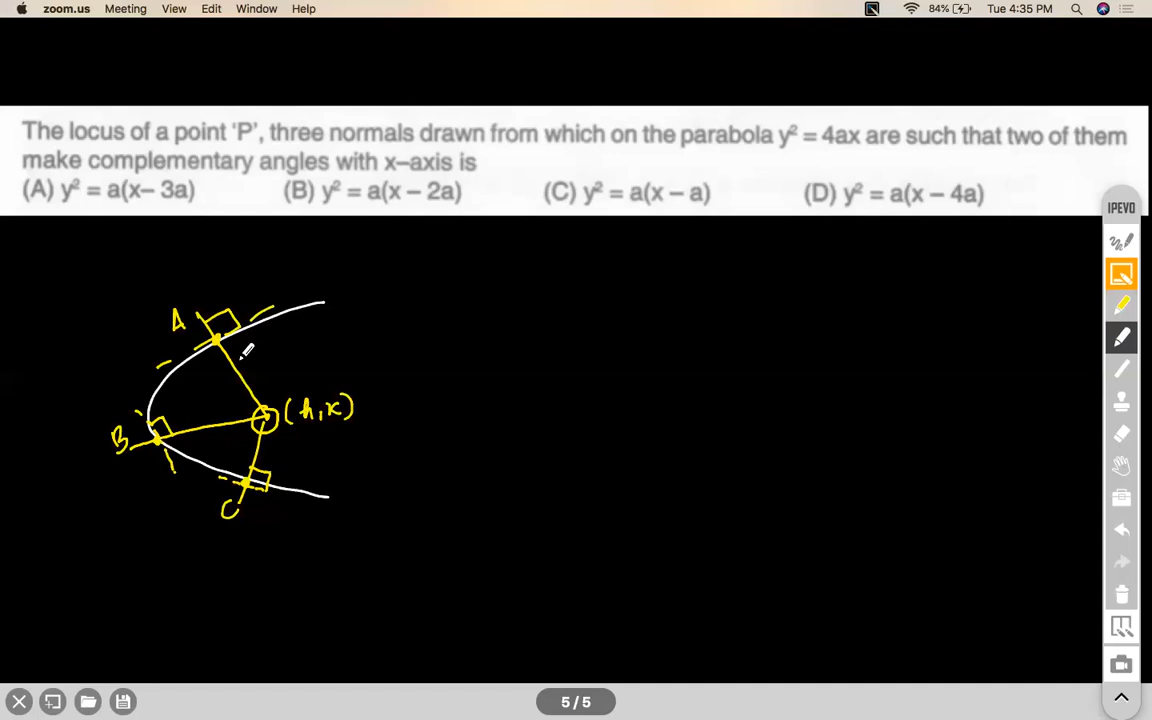 zoom.us Meeting View Edit Window Help 84% Tue 4:35 PM
The locus of a point 'P', three normals drawn from which on the parabola y² = 4ax are such that two of them
make complementary angles with x–axis is
(A) y² = a(x– 3a) (B) y² = a(x – 2a) (C) y² = a(x – a) (D) y² = a(x – 4a)
IPEVO
A
(h,k)
B
C
5 / 5